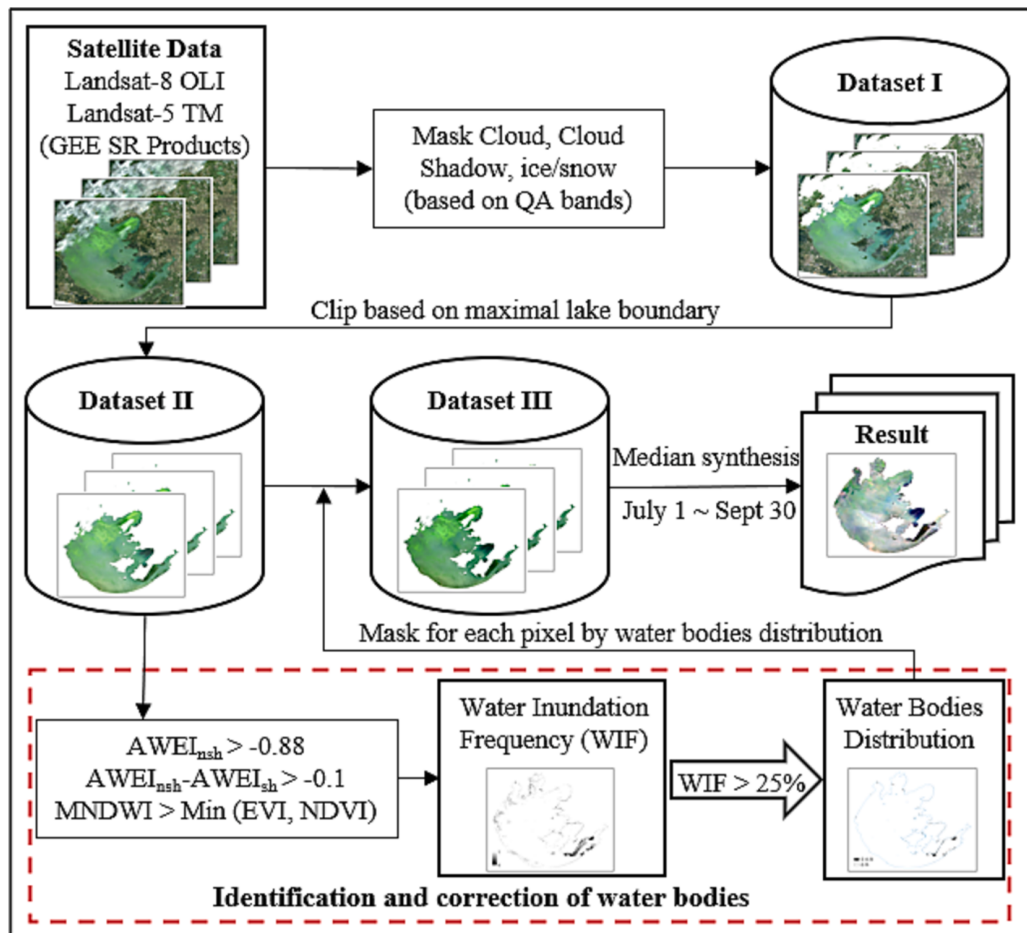 Satellite Data
Landsat-8 OLI
Landsat-5 TM
(GEE SR Products)
Mask Cloud, Cloud
Shadow, ice/snow
(based on QA bands)
Dataset I
Clip based on maximal lake boundary
Dataset II
Dataset III
Median synthesis
July 1 ~ Sept 30
Result
Mask for each pixel by water bodies distribution
AWEInsh > -0.88
AWEInsh-AWEIsh > -0.1
MNDWI > Min (EVI, NDVI)
Water Inundation
Frequency (WIF)
WIF > 25%
Water Bodies
Distribution
Identification and correction of water bodies